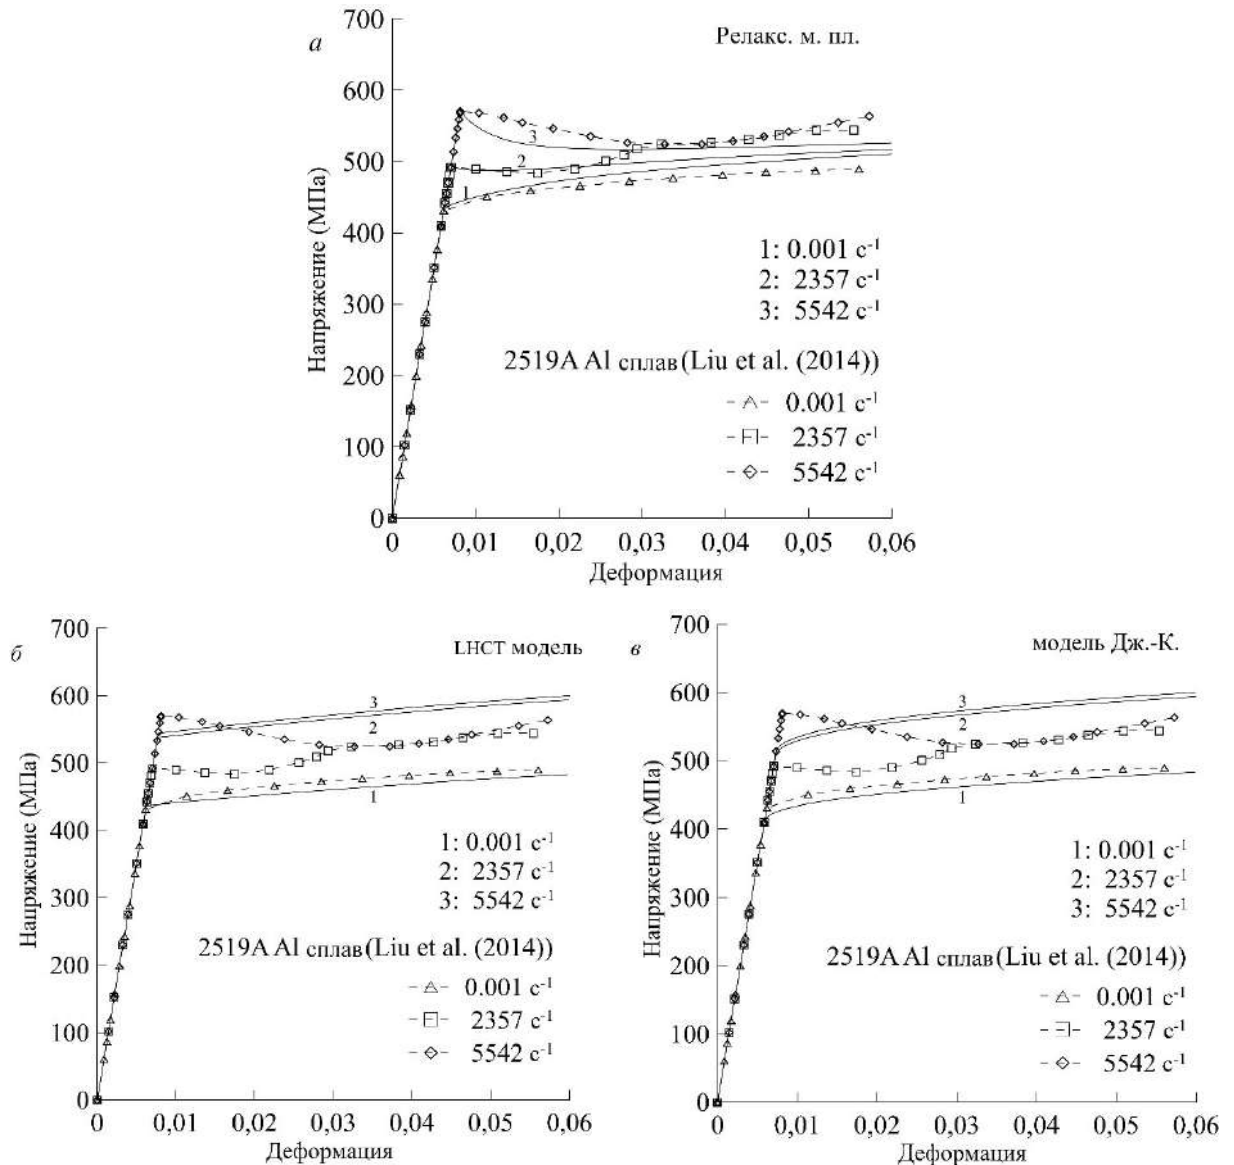 а
Релакс. м. пл.
700
600
500
400
300
200
100
0
Напряжение (МПа)
3
2
1
1: 0.001 с⁻¹
2: 2357 с⁻¹
3: 5542 с⁻¹
2519A Al сплав (Liu et al. (2014))
0.001 с⁻¹
2357 с⁻¹
5542 с⁻¹
0 0,01 0,02 0,03 0,04 0,05 0,06
Деформация
б
LHCT модель
700
600
500
400
300
200
100
0
Напряжение (МПа)
3
2
1
1: 0.001 с⁻¹
2: 2357 с⁻¹
3: 5542 с⁻¹
2519A Al сплав (Liu et al. (2014))
0.001 с⁻¹
2357 с⁻¹
5542 с⁻¹
0 0,01 0,02 0,03 0,04 0,05 0,06
Деформация
в
модель Дж.-К.
700
600
500
400
300
200
100
0
Напряжение (МПа)
3
2
1
1: 0.001 с⁻¹
2: 2357 с⁻¹
3: 5542 с⁻¹
2519A Al сплав (Liu et al. (2014))
0.001 с⁻¹
2357 с⁻¹
5542 с⁻¹
0 0,01 0,02 0,03 0,04 0,05 0,06
Деформация